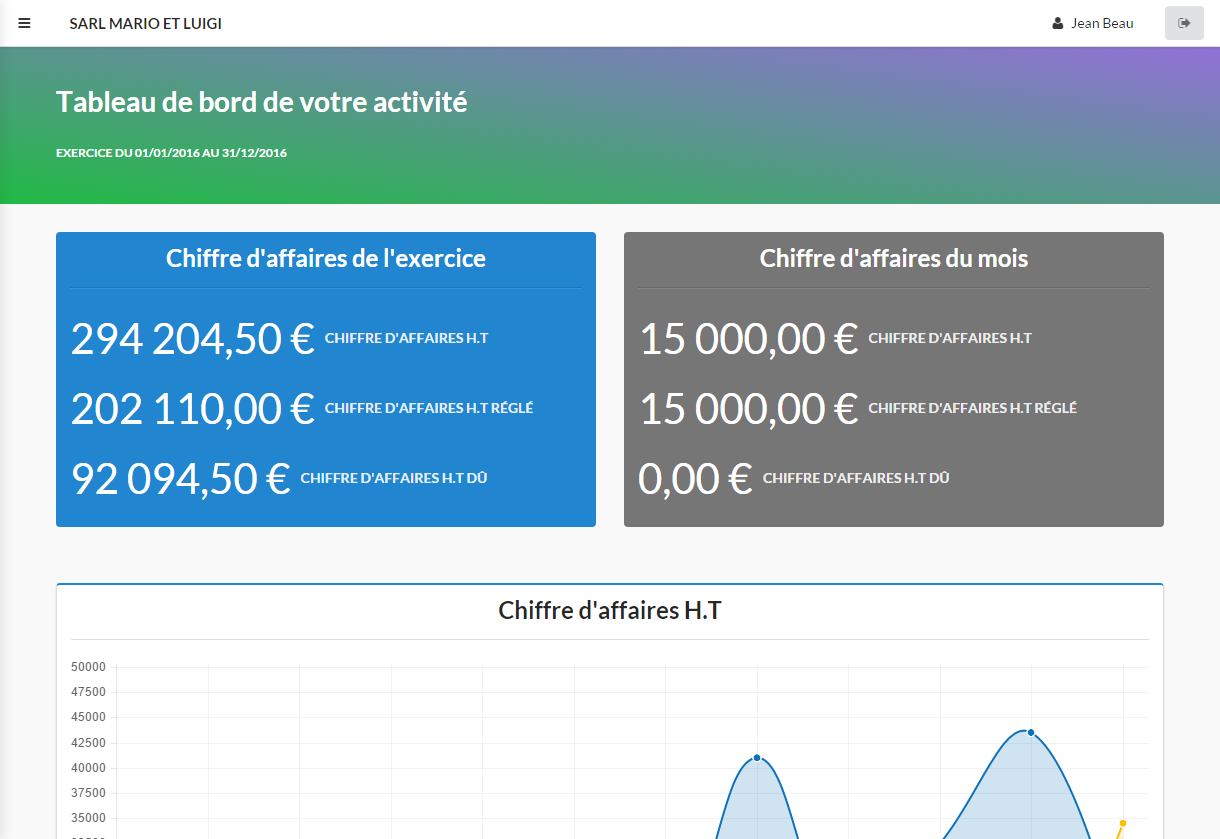 SARL MARIO ET LUIGI
Jean Beau
Tableau de bord de votre activité
EXERCICE DU 01/01/2016 AU 31/12/2016
Chiffre d'affaires de l'exercice
294 204,50 € CHIFFRE D'AFFAIRES H.T
202 110,00 € CHIFFRE D'AFFAIRES H.T RÉGLÉ
92 094,50 € CHIFFRE D'AFFAIRES H.T DÛ
Chiffre d'affaires du mois
15 000,00 € CHIFFRE D'AFFAIRES H.T
15 000,00 € CHIFFRE D'AFFAIRES H.T RÉGLÉ
0,00 € CHIFFRE D'AFFAIRES H.T DÛ
Chiffre d'affaires H.T
50000
47500
45000
42500
40000
37500
35000